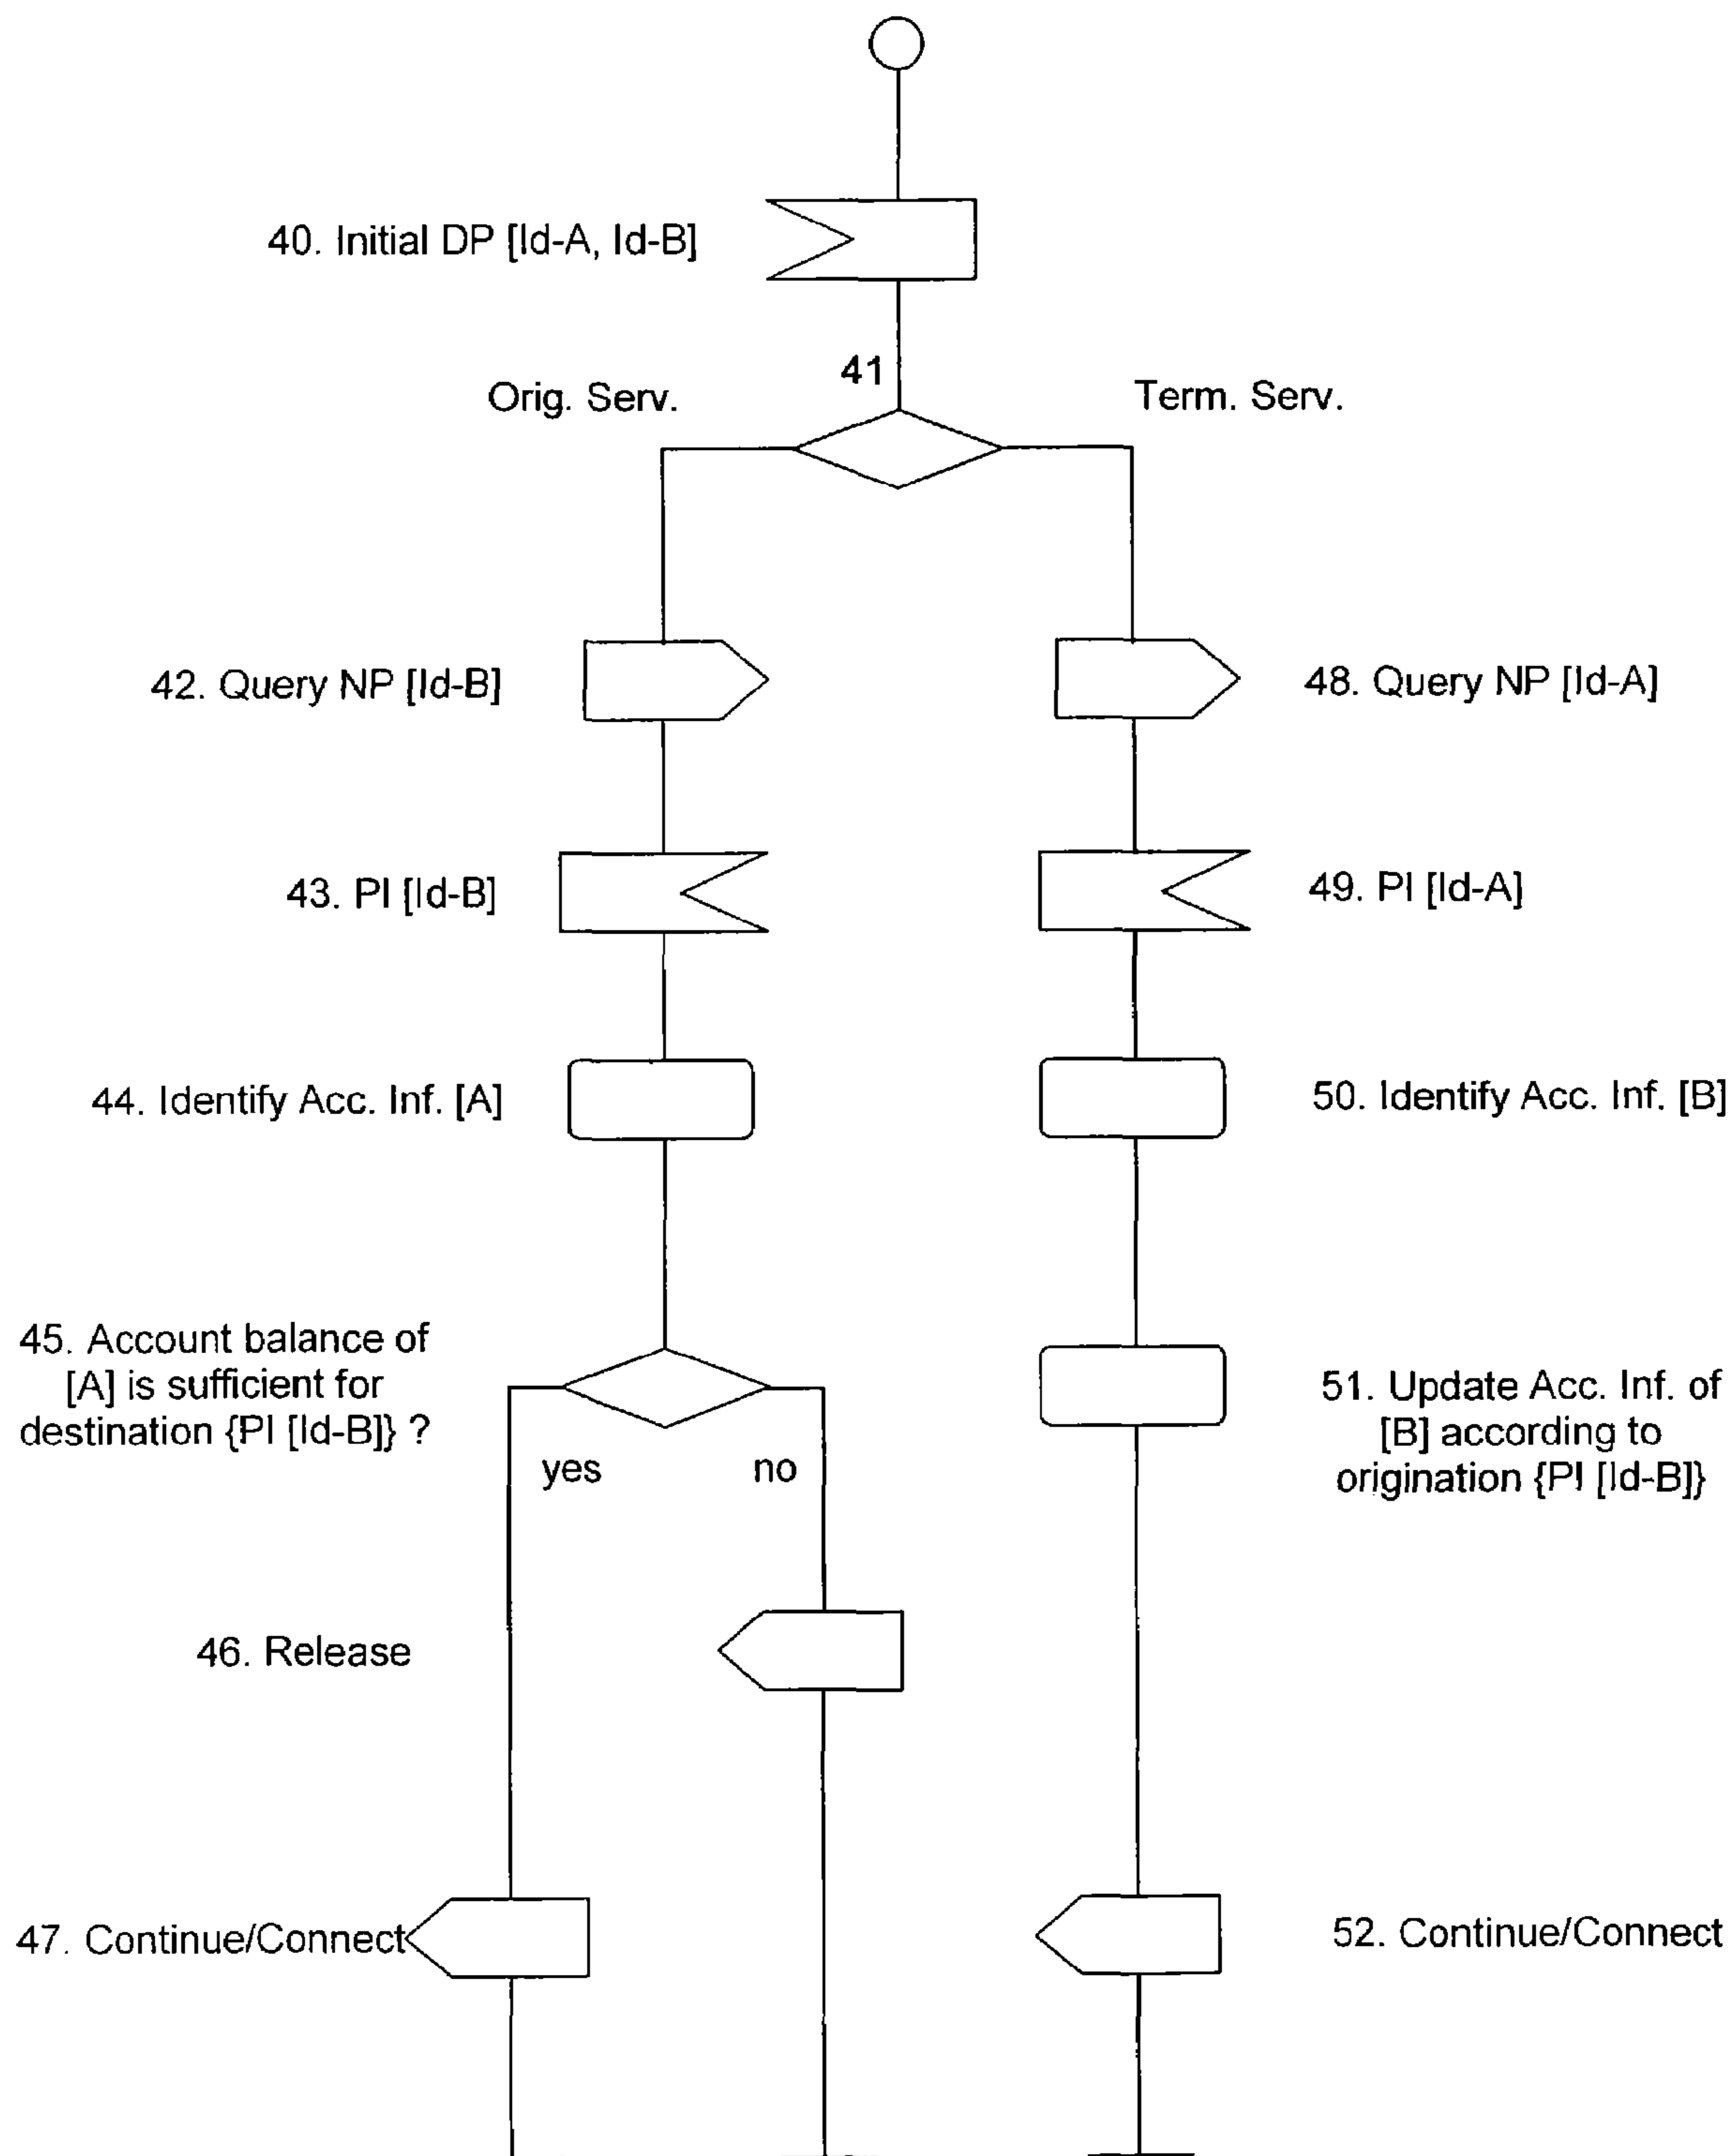 40. Initial DP [Id-A, Id-B]
41
Orig. Serv.
Term. Serv.
42. Query NP [Id-B]
48. Query NP [Id-A]
43. PI [Id-B]
49. PI [Id-A]
44. Identify Acc. Inf. [A]
50. Identify Acc. Inf. [B]
45. Account balance of
[A] is sufficient for
destination {PI [Id-B]} ?
yes
no
51. Update Acc. Inf. of
[B] according to
origination {PI [Id-B]}
46. Release
47. Continue/Connect
52. Continue/Connect